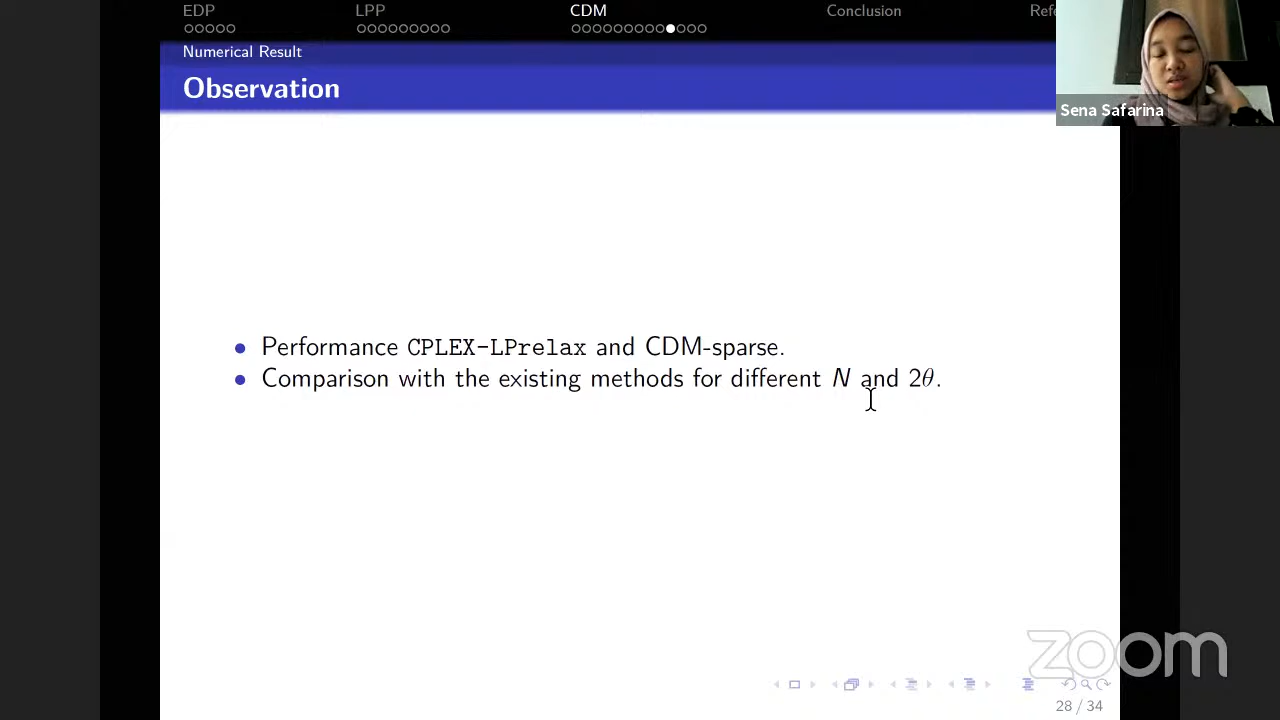 EDP LPP CDM Conclusion
Numerical Result
Observation
Sena Safarina
• Performance CPLEX-LPrelax and CDM-sparse.
• Comparison with the existing methods for different N and 2θ.
zoom
28 / 34